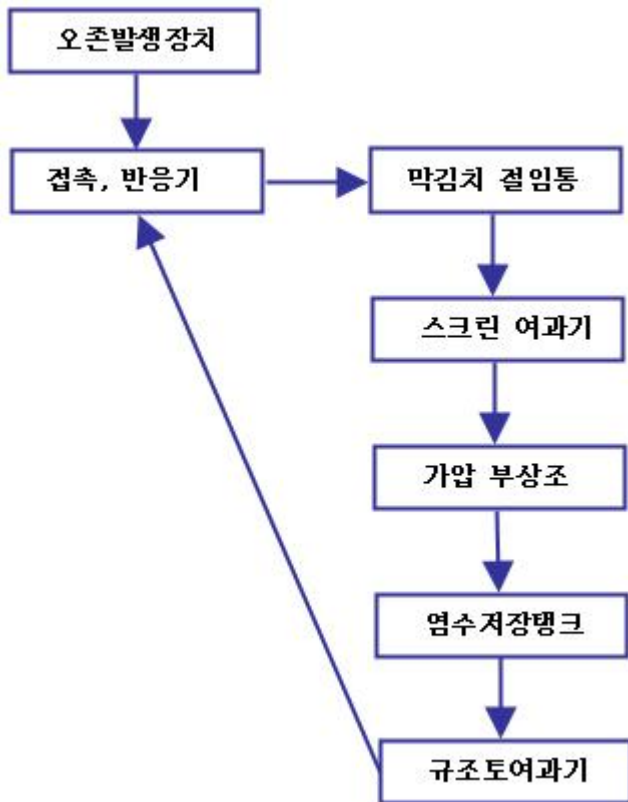 오존발생장치
접촉, 반응기
막김치 절임통
스크린 여과기
가압 부상조
염수저장탱크
규조토여과기